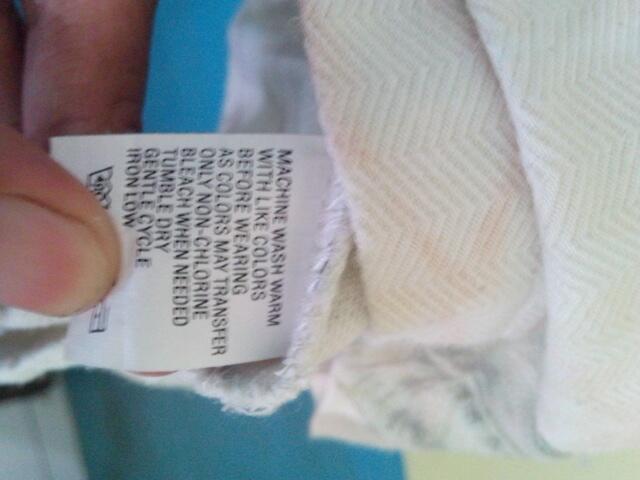 MACHINE WASH WARM
WITH LIKE COLORS
BEFORE WEARING
AS COLORS MAY TRANSFER
ONLY NON-CHLORINE
BLEACH WHEN NEEDED
TUMBLE DRY
GENTLE CYCLE
IRON LOW